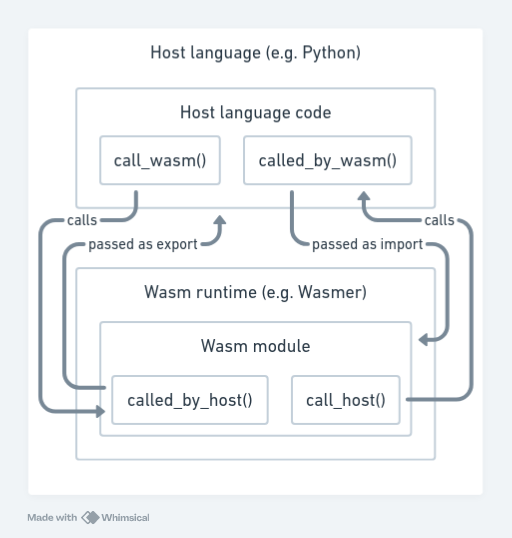 Host language (e.g. Python)
Host language code
call_wasm()
called_by_wasm()
calls
calls
passed as export
passed as import
Wasm runtime (e.g. Wasmer)
Wasm module
called_by_host()
call_host()
Made with Whimsical